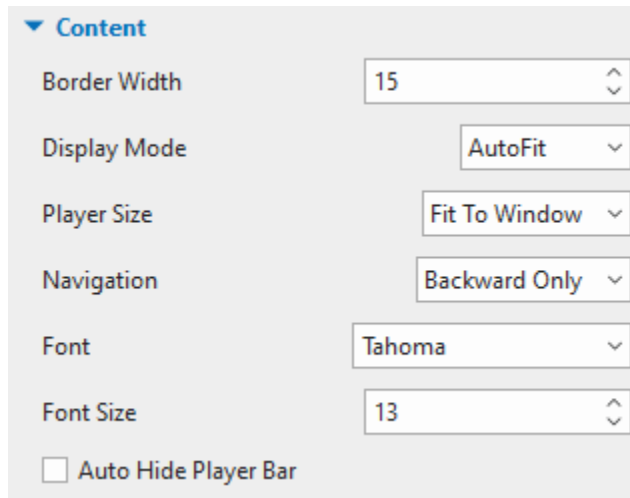 Content
Border Width 15
Display Mode AutoFit
Player Size Fit To Window
Navigation Backward Only
Font Tahoma
Font Size 13
Auto Hide Player Bar